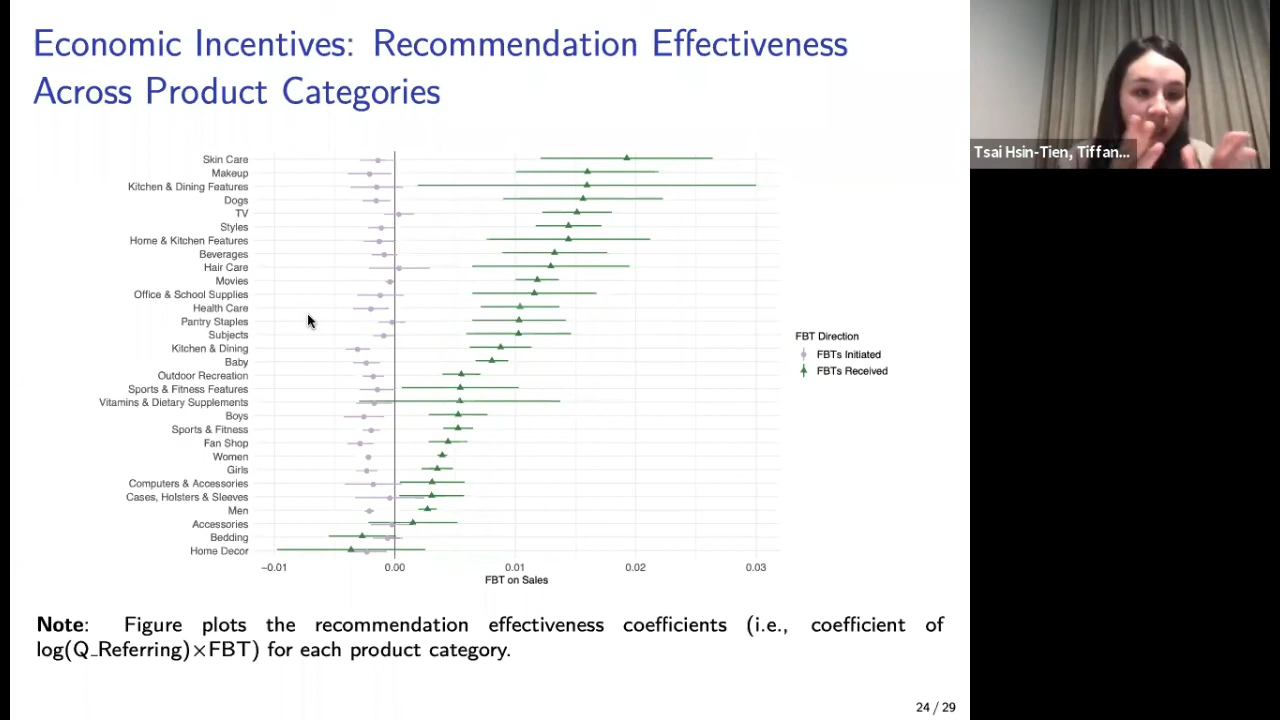 Economic Incentives: Recommendation Effectiveness
Across Product Categories
Tsai Hsin-Tien, Tiffan...
Skin Care
Makeup
Kitchen & Dining Features
Dogs
TV
Styles
Home & Kitchen Features
Beverages
Hair Care
Movies
Office & School Supplies
Health Care
Pantry Staples
Subjects
Kitchen & Dining
Baby
Outdoor Recreation
Sports & Fitness Features
Vitamins & Dietary Supplements
Boys
Sports & Fitness
Fan Shop
Women
Girls
Computers & Accessories
Cases, Holsters & Sleeves
Men
Accessories
Bedding
Home Decor
−0.01 0.00 0.01 0.02 0.03
FBT on Sales
FBT Direction
FBTs Initiated
FBTs Received
Note: Figure plots the recommendation effectiveness coefficients (i.e., coefficient of
log(Q_Referring)×FBT) for each product category.
24 / 29